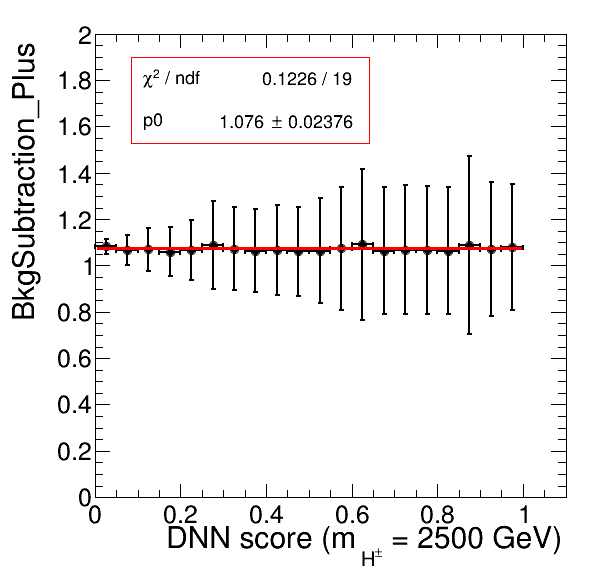 BkgSubtraction_Plus
2
1.8
1.6
1.4
1.2
1
0.8
0.6
0.4
0.2
0
χ² / ndf 0.1226 / 19
p0 1.076 ± 0.02376
0 0.2 0.4 0.6 0.8 1
DNN score (m_H± = 2500 GeV)